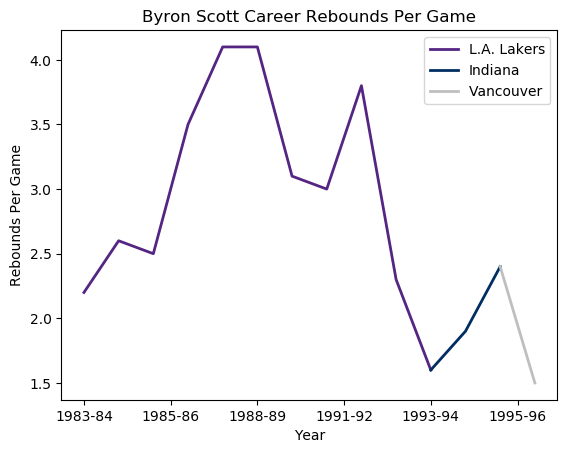 Byron Scott Career Rebounds Per Game
L.A. Lakers
Indiana
Vancouver
Rebounds Per Game
4.0
3.5
3.0
2.5
2.0
1.5
1983-84 1985-86 1988-89 1991-92 1993-94 1995-96
Year